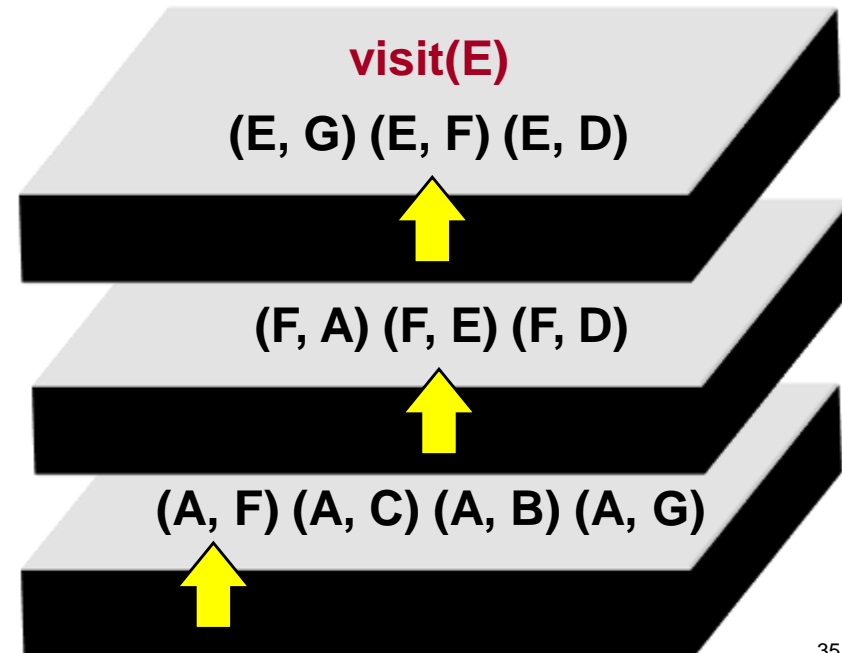 visit(E)
(E, G) (E, F) (E, D)
(F, A) (F, E) (F, D)
(A, F) (A, C) (A, B) (A, G)
35